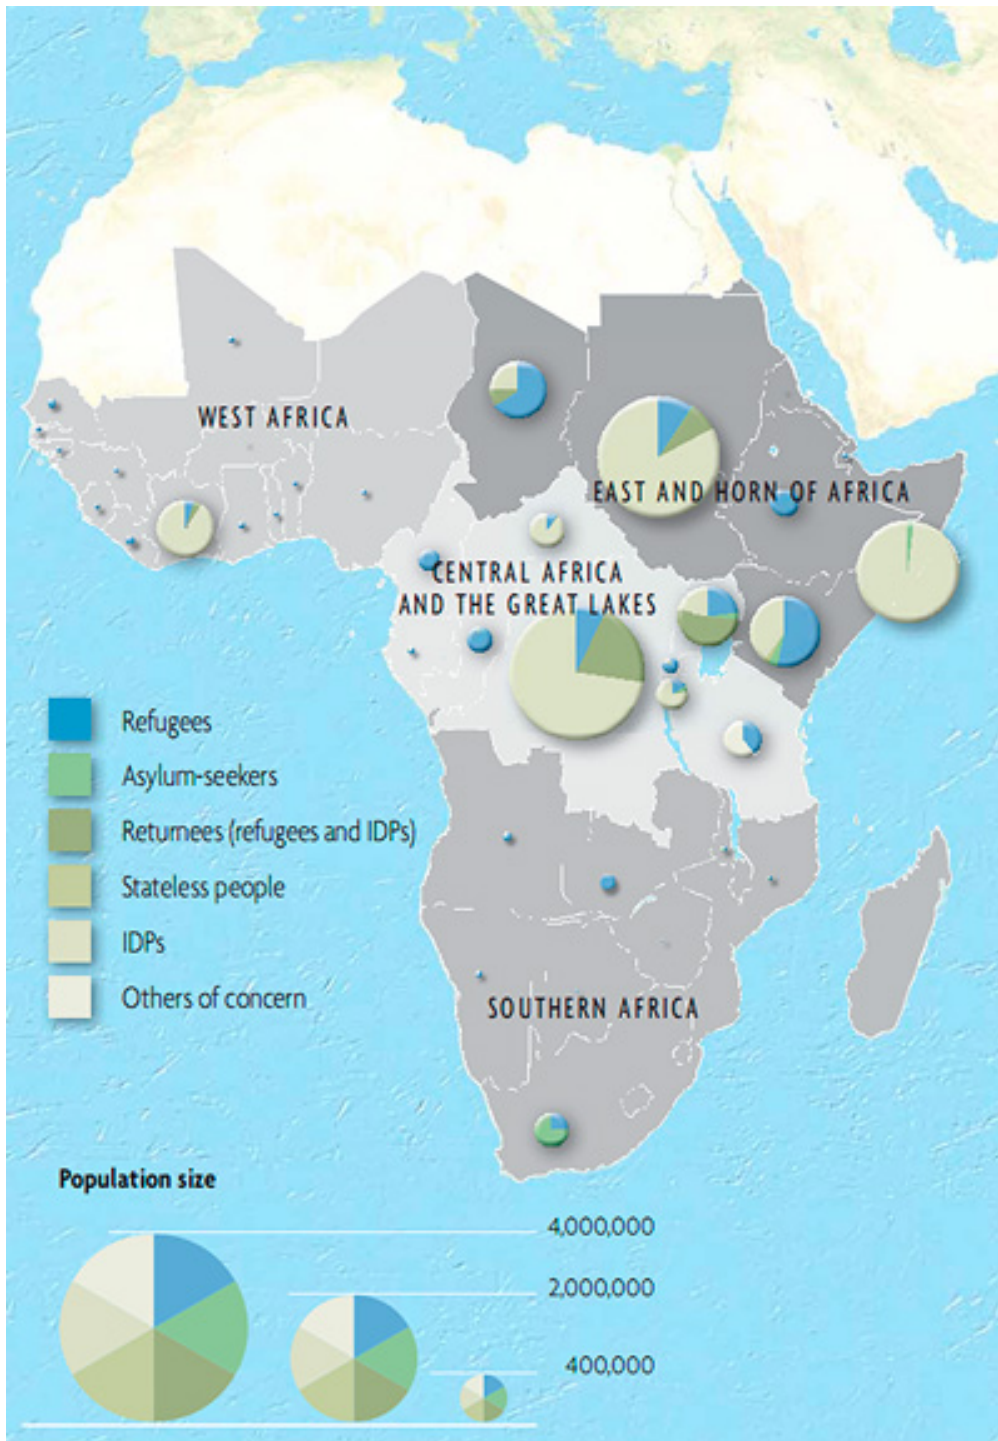 WEST AFRICA
EAST AND HORN OF AFRICA
CENTRAL AFRICA
AND THE GREAT LAKES
Refugees
Asylum-seekers
Returnees (refugees and IDPs)
Stateless people
IDPs
Others of concern
SOUTHERN AFRICA
Population size
4,000,000
2,000,000
400,000